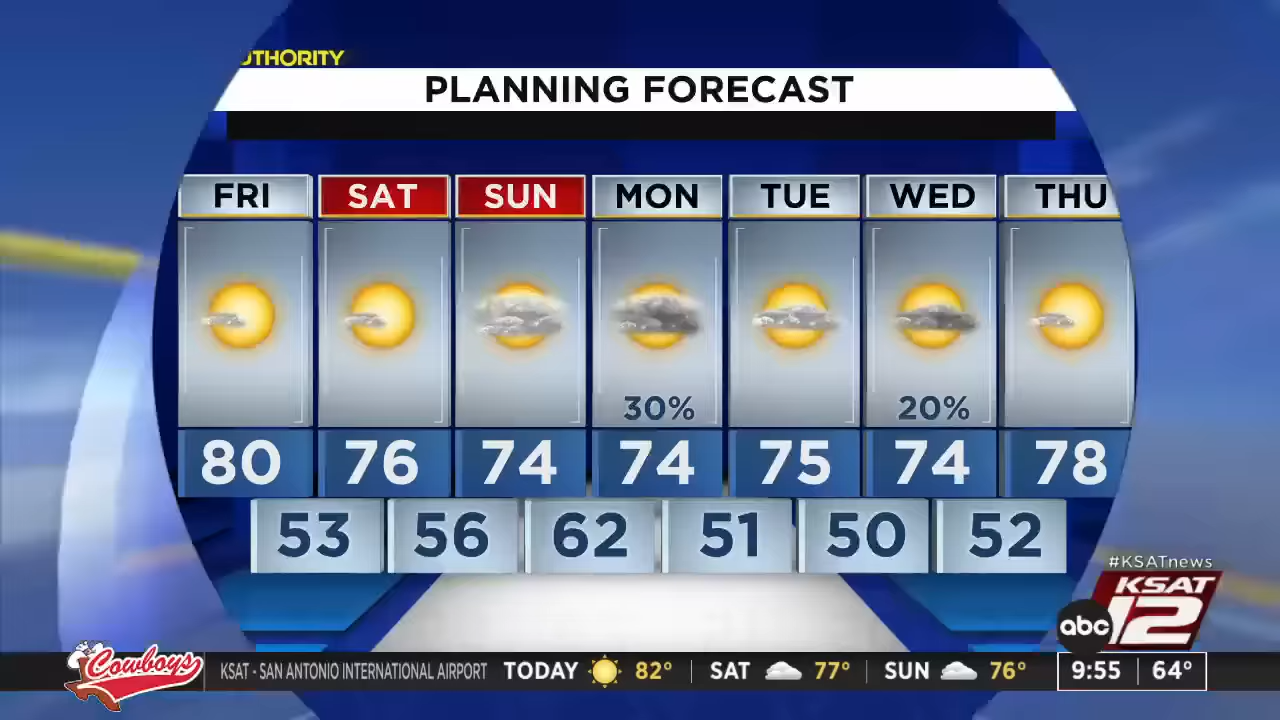 UTHORITY
PLANNING FORECAST
FRI SAT SUN MON TUE WED THU
30% 20%
80 76 74 74 75 74 78
53 56 62 51 50 52
#KSATnews
KSAT
abc 12
Cowboys KSAT - SAN ANTONIO INTERNATIONAL AIRPORT TODAY 82° SAT 77° SUN 76° 9:55 64°